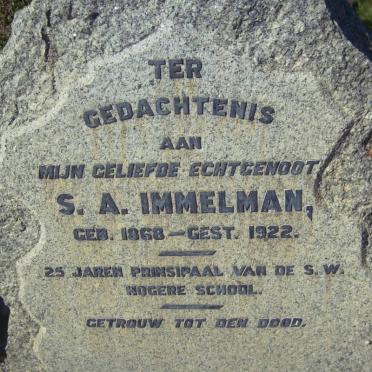 TER
GEDACHTENIS
AAN
MIJN GELIEFDE ECHTGENOOT
S. A. IMMELMAN,
GEB. 1868 — GEST. 1922.
25 JAREN PRINSIPAAL VAN DE S.W.
HOGERE SCHOOL.
GETROUW TOT DEN DOOD.